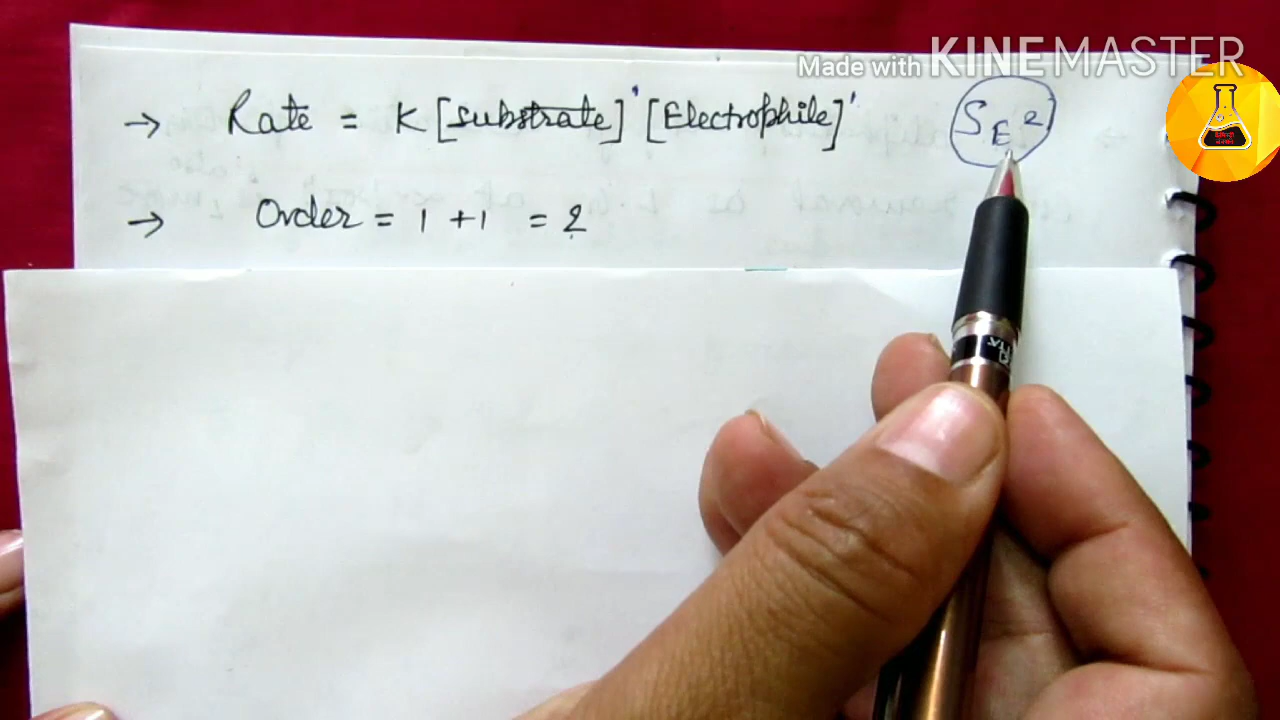 Made with KINEMASTER
→ Rate = K [Substrate]¹ [Electrophile]¹ SE2
→ Order = 1 + 1 = 2